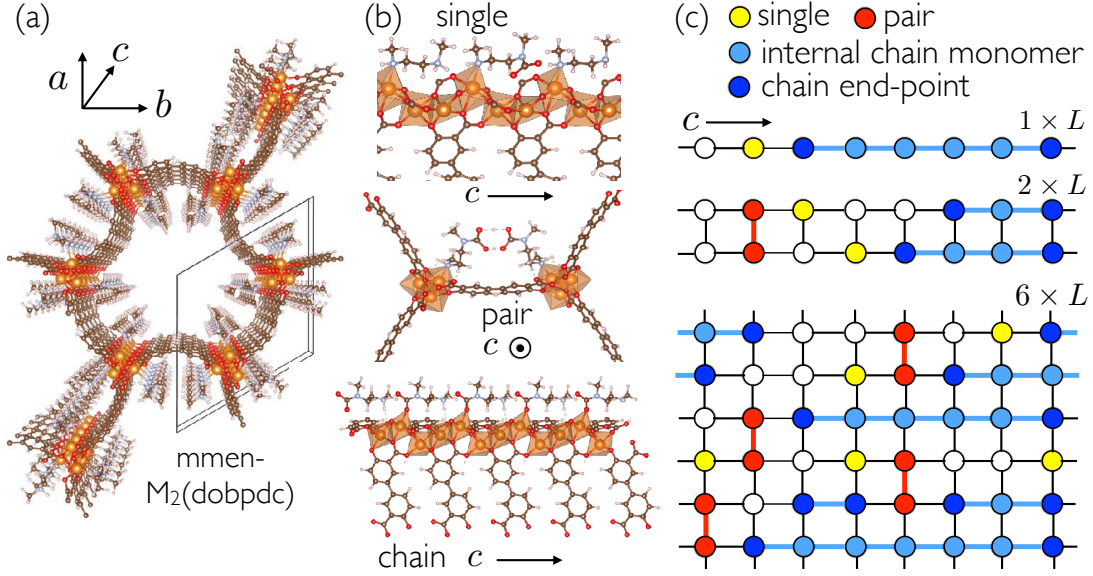 (a)
a
c
b
mmen-
M₂(dobpdc)
(b)
single
c
pair
c
chain
c
(c)
single
pair
internal chain monomer
chain end-point
c
1 × L
2 × L
6 × L